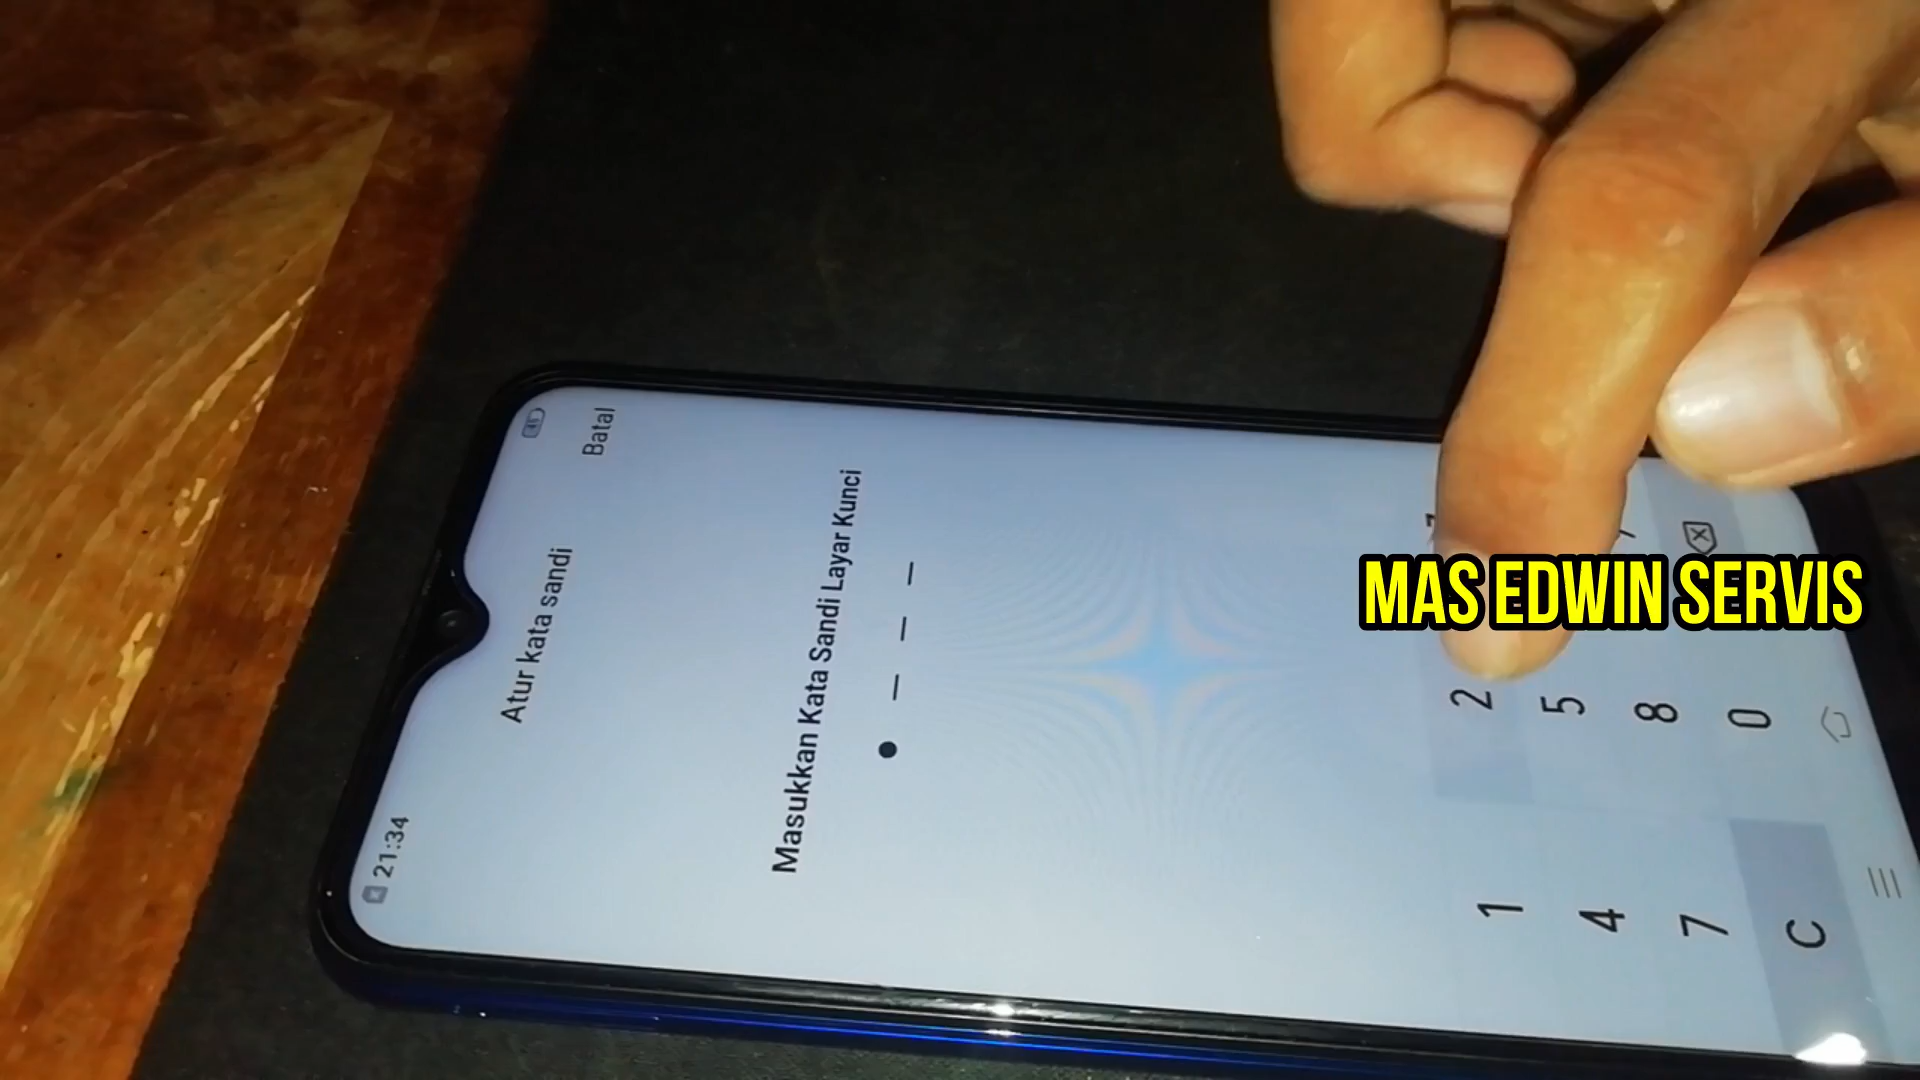 21:34
Atur kata sandi
Batal
Masukkan Kata Sandi Layar Kunci
1 2
4 5
7 8
C 0
MAS EDWIN SERVIS